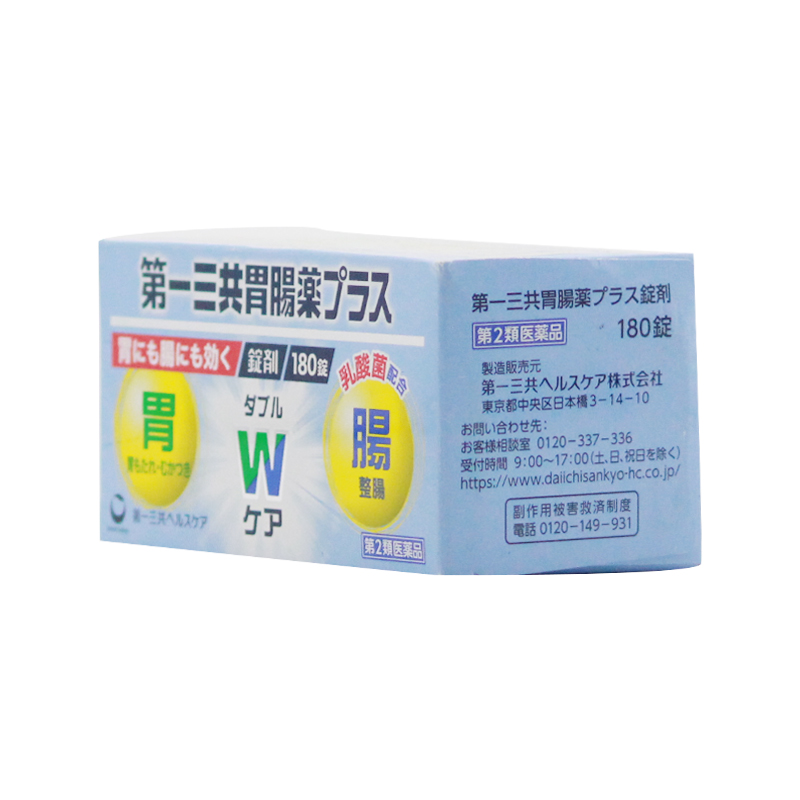 第一三共胃腸薬プラス
胃にも腸にも効く 錠剤 180錠
乳酸菌配合
胃
胃もたれ・むかつき
ダブル
W
ケア
腸
整腸
第一三共ヘルスケア
第2類医薬品
第一三共胃腸薬プラス錠剤
第2類医薬品 180錠
製造販売元
第一三共ヘルスケア株式会社
東京都中央区日本橋3-14-10
お問い合わせ先:
お客様相談室 0120-337-336
受付時間 9:00~17:00(土、日、祝日を除く)
https://www.daiichisankyo-hc.co.jp/
副作用被害救済制度
電話 0120-149-931